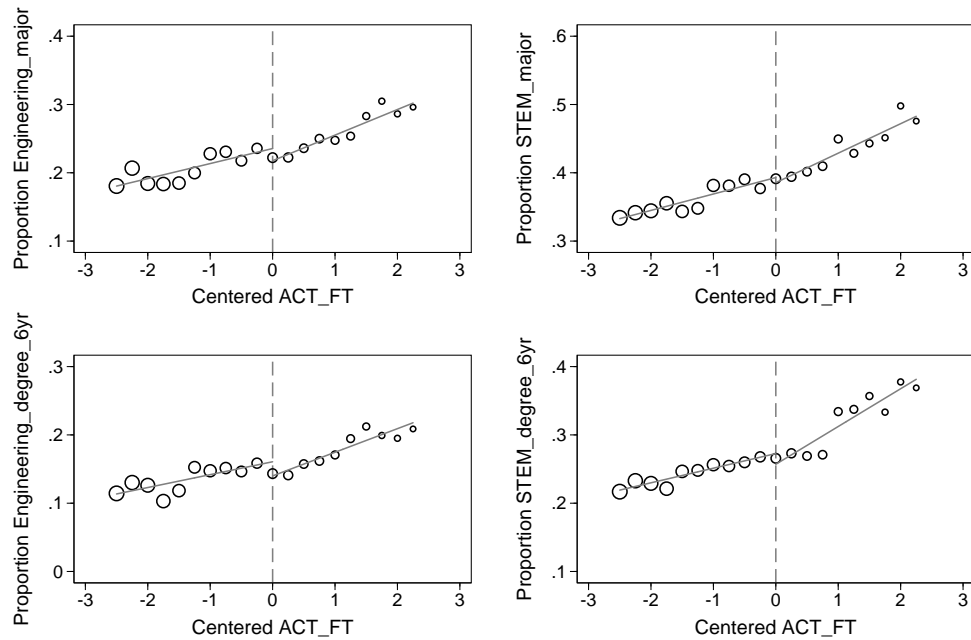 Proportion Engineering_major
.4
.3
.2
.1
-3 -2 -1 0 1 2 3
Centered ACT_FT
Proportion STEM_major
.6
.5
.4
.3
-3 -2 -1 0 1 2 3
Centered ACT_FT
Proportion Engineering_degree_6yr
.3
.2
.1
0
-3 -2 -1 0 1 2 3
Centered ACT_FT
Proportion STEM_degree_6yr
.4
.3
.2
.1
-3 -2 -1 0 1 2 3
Centered ACT_FT